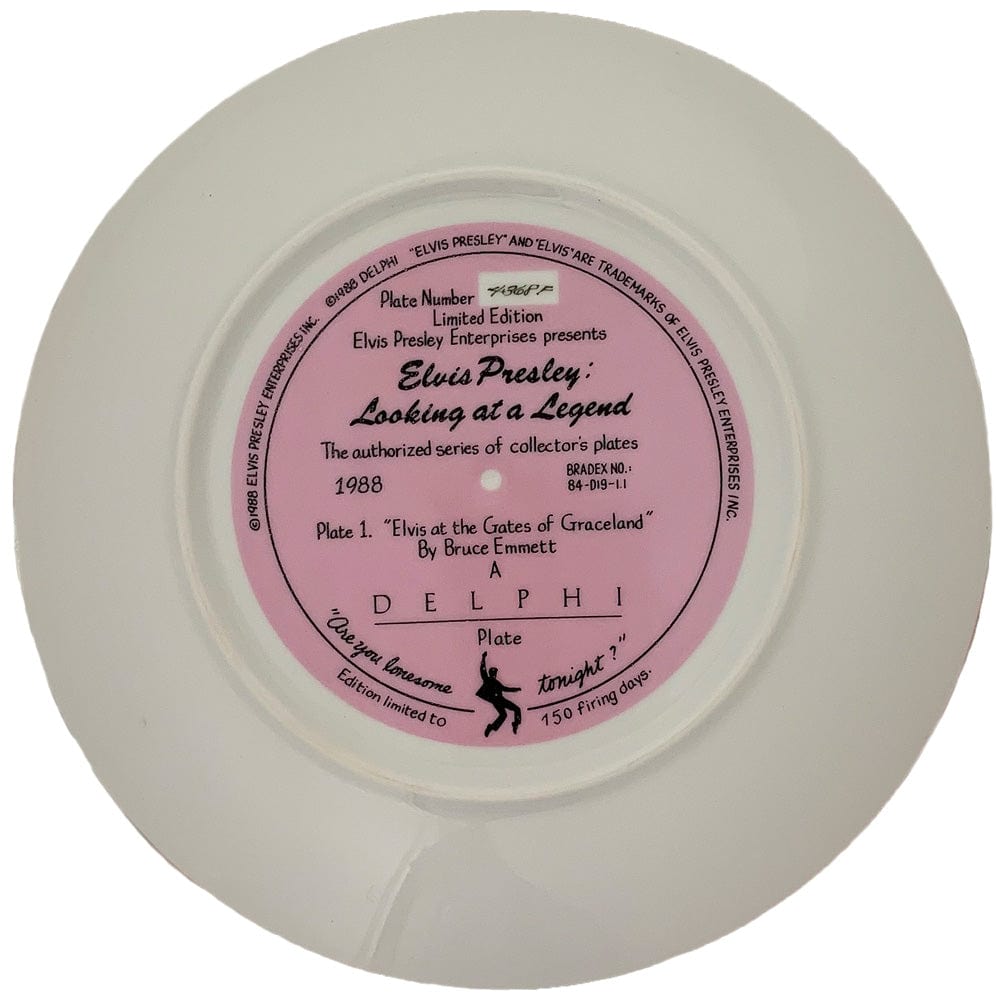 ©1988 ELVIS PRESLEY ENTERPRISES INC. ©1988 DELPHI "ELVIS PRESLEY" AND "ELVIS" ARE TRADEMARKS OF ELVIS PRESLEY ENTERPRISES INC.
Plate Number
Limited Edition
Elvis Presley Enterprises presents
Elvis Presley:
Looking at a Legend
The authorized series of collector's plates
1988
BRADEX NO.:
84-D19-1.1
Plate 1. "Elvis at the Gates of Graceland"
By Bruce Emmett
A
DELPHI
Plate
"Are you lonesome tonight?"
Edition limited to 150 firing days.